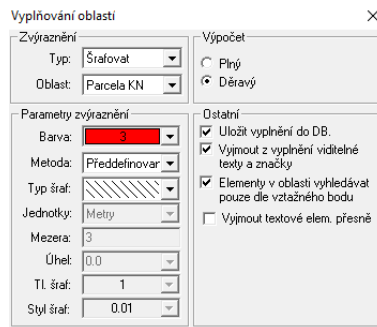 Vyplňování oblastí
Zvýraznění
Typ: Šrafovat
Oblast: Parcela KN
Parametry zvýraznění
Barva: 3
Metoda: Předdefinovar
Typ šraf:
Jednotky: Metry
Mezera: 3
Úhel: 0.0
Tl. šraf: 1
Styl šraf: 0.01
Výpočet
Plný
Děravý
Ostatní
Uložit vyplnění do DB.
Vyjmout z vyplnění viditelné
texty a značky
Elementy v oblasti vyhledávat
pouze dle vztažného bodu
Vyjmout textové elem. přesně